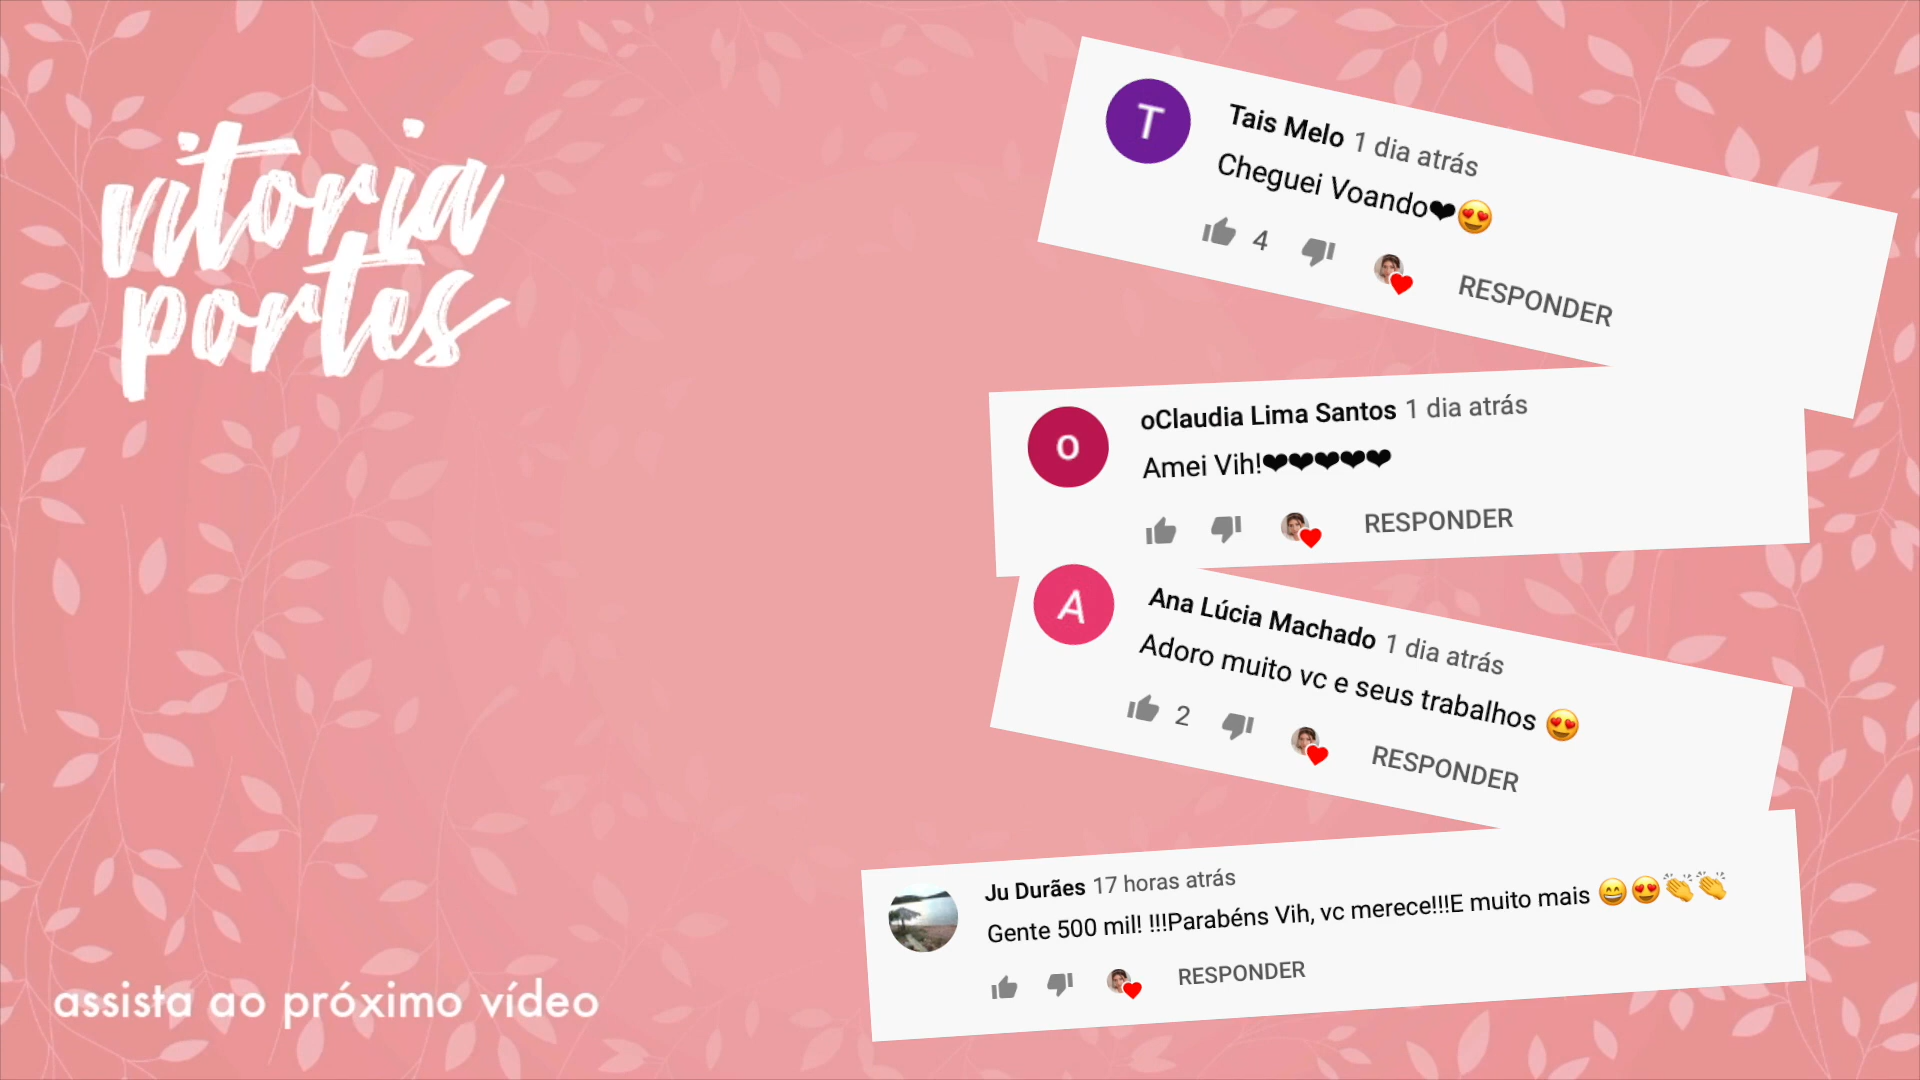 vitoria
portes
T
Tais Melo 1 dia atrás
Cheguei Voando❤😍
4
RESPONDER
o
oClaudia Lima Santos 1 dia atrás
Amei Vih!❤❤❤❤❤
RESPONDER
A
Ana Lúcia Machado 1 dia atrás
Adoro muito vc e seus trabalhos 😍
2
RESPONDER
Ju Durães 17 horas atrás
Gente 500 mil! !!!Parabéns Vih, vc merece!!!E muito mais 😄😍👏👏
RESPONDER
assista ao próximo vídeo